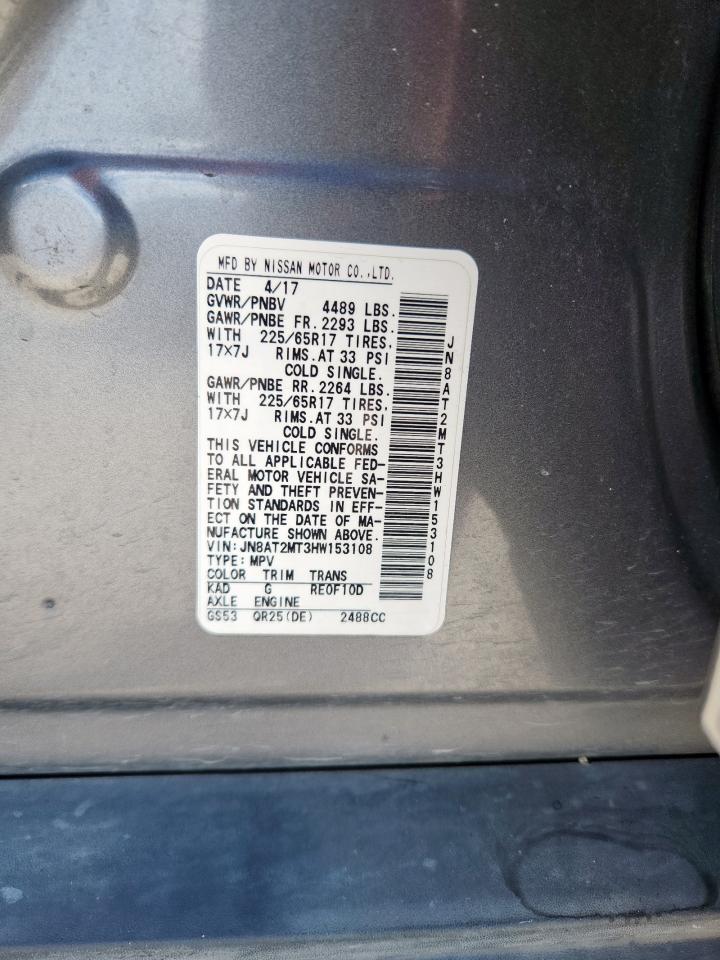 MFD BY NISSAN MOTOR CO.,LTD.
DATE 4/17
GVWR/PNBV 4489 LBS.
GAWR/PNBE FR.2293 LBS.
WITH 225/65R17 TIRES,
17×7J RIMS.AT 33 PSI
COLD SINGLE.
GAWR/PNBE RR.2264 LBS.
WITH 225/65R17 TIRES,
17×7J RIMS.AT 33 PSI
COLD SINGLE.
THIS VEHICLE CONFORMS
TO ALL APPLICABLE FED-
ERAL MOTOR VEHICLE SA-
FETY AND THEFT PREVEN-
TION STANDARDS IN EFF-
ECT ON THE DATE OF MA-
NUFACTURE SHOWN ABOVE.
VIN:JN8AT2MT3HW153108
TYPE:MPV
COLOR TRIM TRANS
KAD G RE0F10D
AXLE ENGINE
GS53 QR25(DE) 2488CC
JN8AT2MT3HW153108